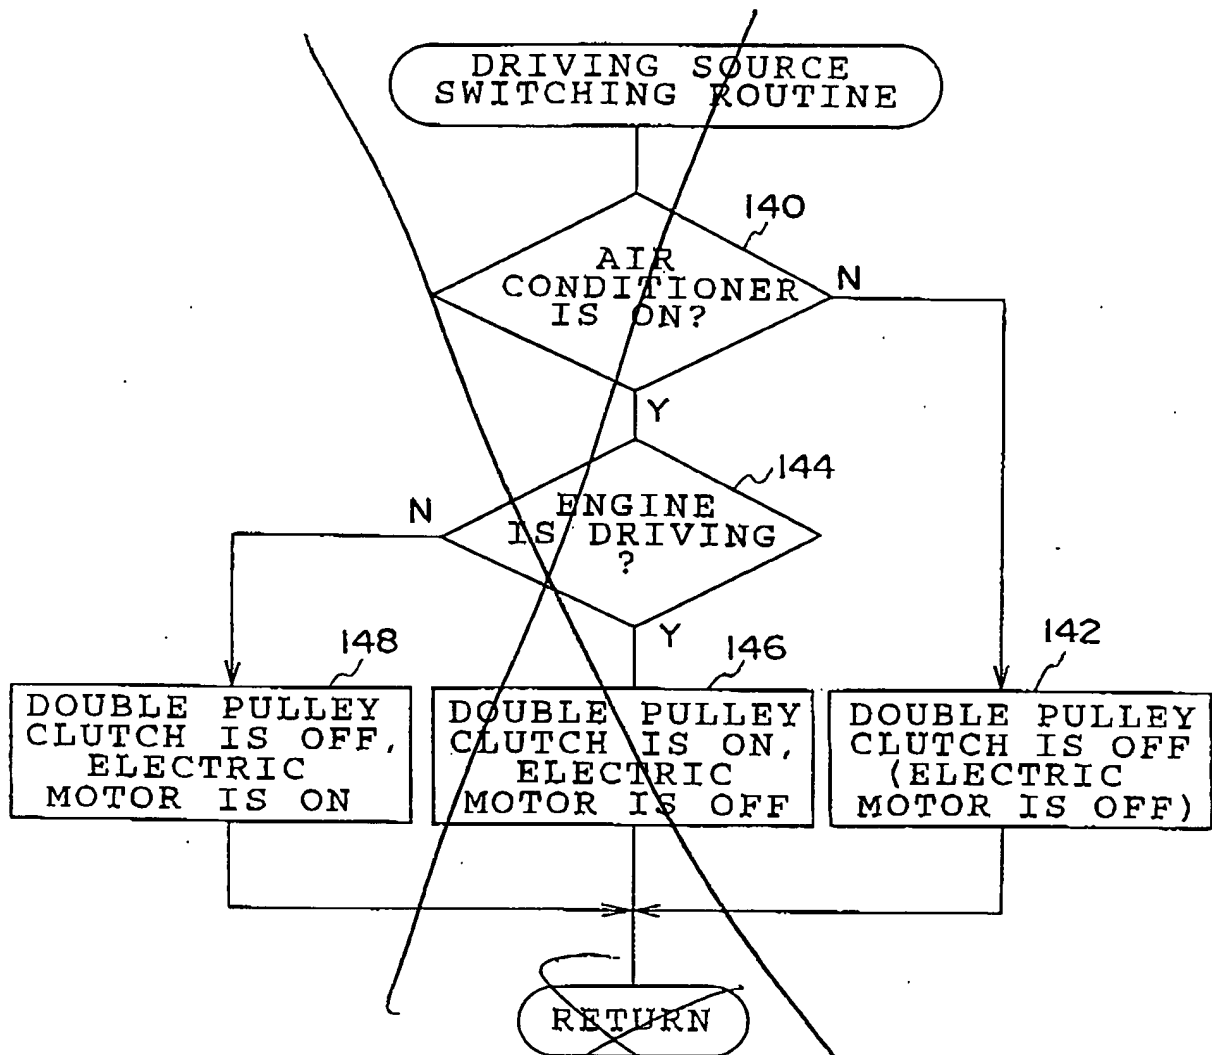 DRIVING SOURCE
SWITCHING ROUTINE
140
AIR
CONDITIONER
IS ON?
N
Y
144
ENGINE
IS DRIVING
?
N
Y
148
DOUBLE PULLEY
CLUTCH IS OFF,
ELECTRIC
MOTOR IS ON
146
DOUBLE PULLEY
CLUTCH IS ON,
ELECTRIC
MOTOR IS OFF
142
DOUBLE PULLEY
CLUTCH IS OFF
(ELECTRIC
MOTOR IS OFF)
RETURN